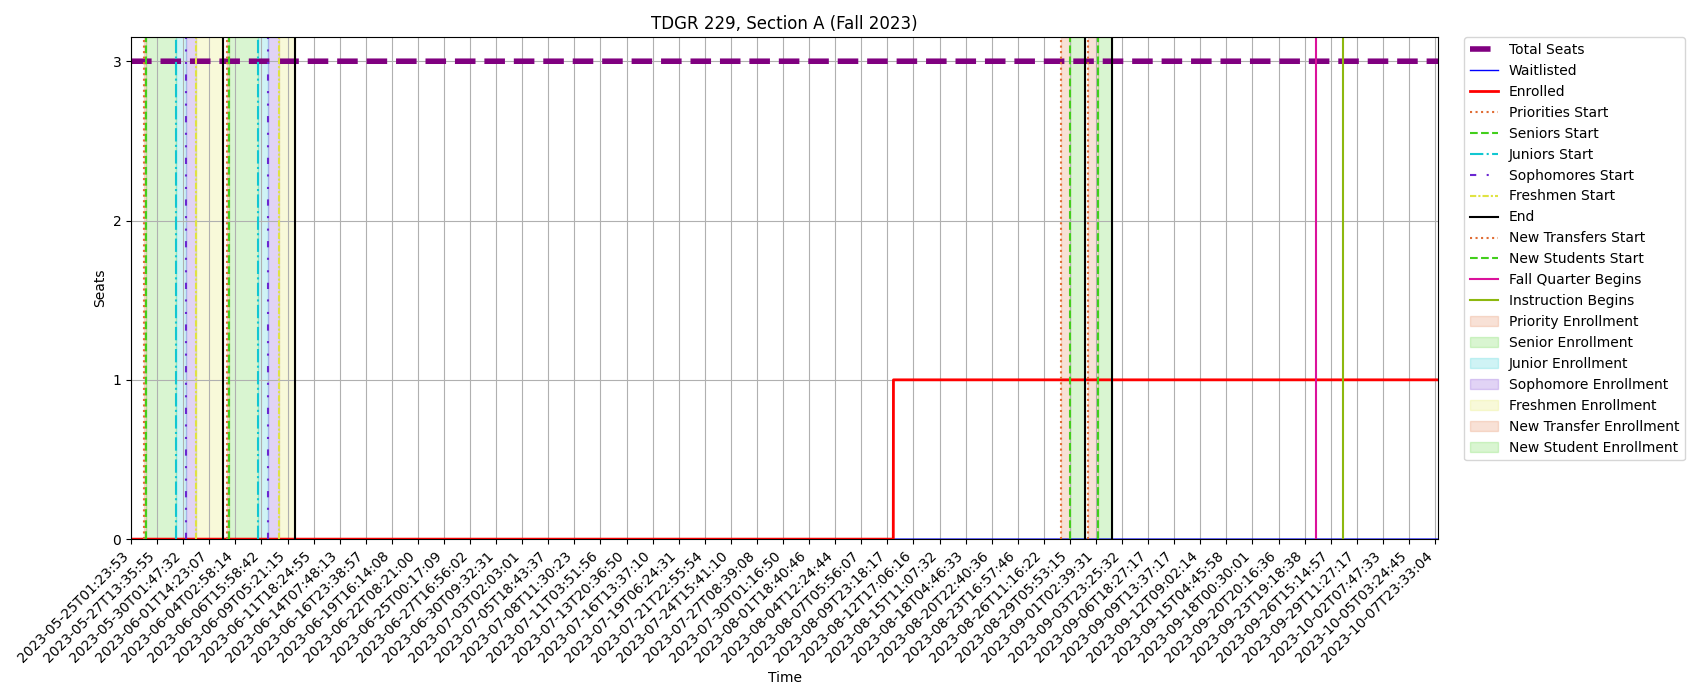 TDGR 229, Section A (Fall 2023)
3
2
1
0
Seats
2023-05-25T01:23:53
2023-05-27T13:35:55
2023-05-30T01:47:32
2023-06-01T14:23:07
2023-06-04T02:58:14
2023-06-06T15:58:42
2023-06-09T05:21:15
2023-06-11T18:24:55
2023-06-14T07:48:13
2023-06-16T23:38:57
2023-06-19T16:14:08
2023-06-22T08:21:00
2023-06-25T00:17:09
2023-06-27T16:56:02
2023-06-30T09:32:31
2023-07-03T02:03:01
2023-07-05T18:43:37
2023-07-08T11:30:23
2023-07-11T03:51:56
2023-07-13T20:36:50
2023-07-16T13:37:10
2023-07-19T06:24:31
2023-07-21T22:55:54
2023-07-24T15:41:10
2023-07-27T08:39:08
2023-07-30T01:16:50
2023-08-01T18:40:46
2023-08-04T12:24:44
2023-08-07T05:56:07
2023-08-09T23:18:17
2023-08-12T17:06:16
2023-08-15T11:07:32
2023-08-18T04:46:33
2023-08-20T22:40:36
2023-08-23T16:57:46
2023-08-26T11:16:22
2023-08-29T05:53:15
2023-09-01T02:39:31
2023-09-03T23:25:32
2023-09-06T18:27:17
2023-09-09T13:37:17
2023-09-12T09:02:14
2023-09-15T04:45:58
2023-09-18T00:30:01
2023-09-20T20:16:36
2023-09-23T19:18:38
2023-09-26T15:14:57
2023-09-29T11:27:17
2023-10-02T07:47:33
2023-10-05T03:24:45
2023-10-07T23:33:04
Time
Total Seats
Waitlisted
Enrolled
Priorities Start
Seniors Start
Juniors Start
Sophomores Start
Freshmen Start
End
New Transfers Start
New Students Start
Fall Quarter Begins
Instruction Begins
Priority Enrollment
Senior Enrollment
Junior Enrollment
Sophomore Enrollment
Freshmen Enrollment
New Transfer Enrollment
New Student Enrollment